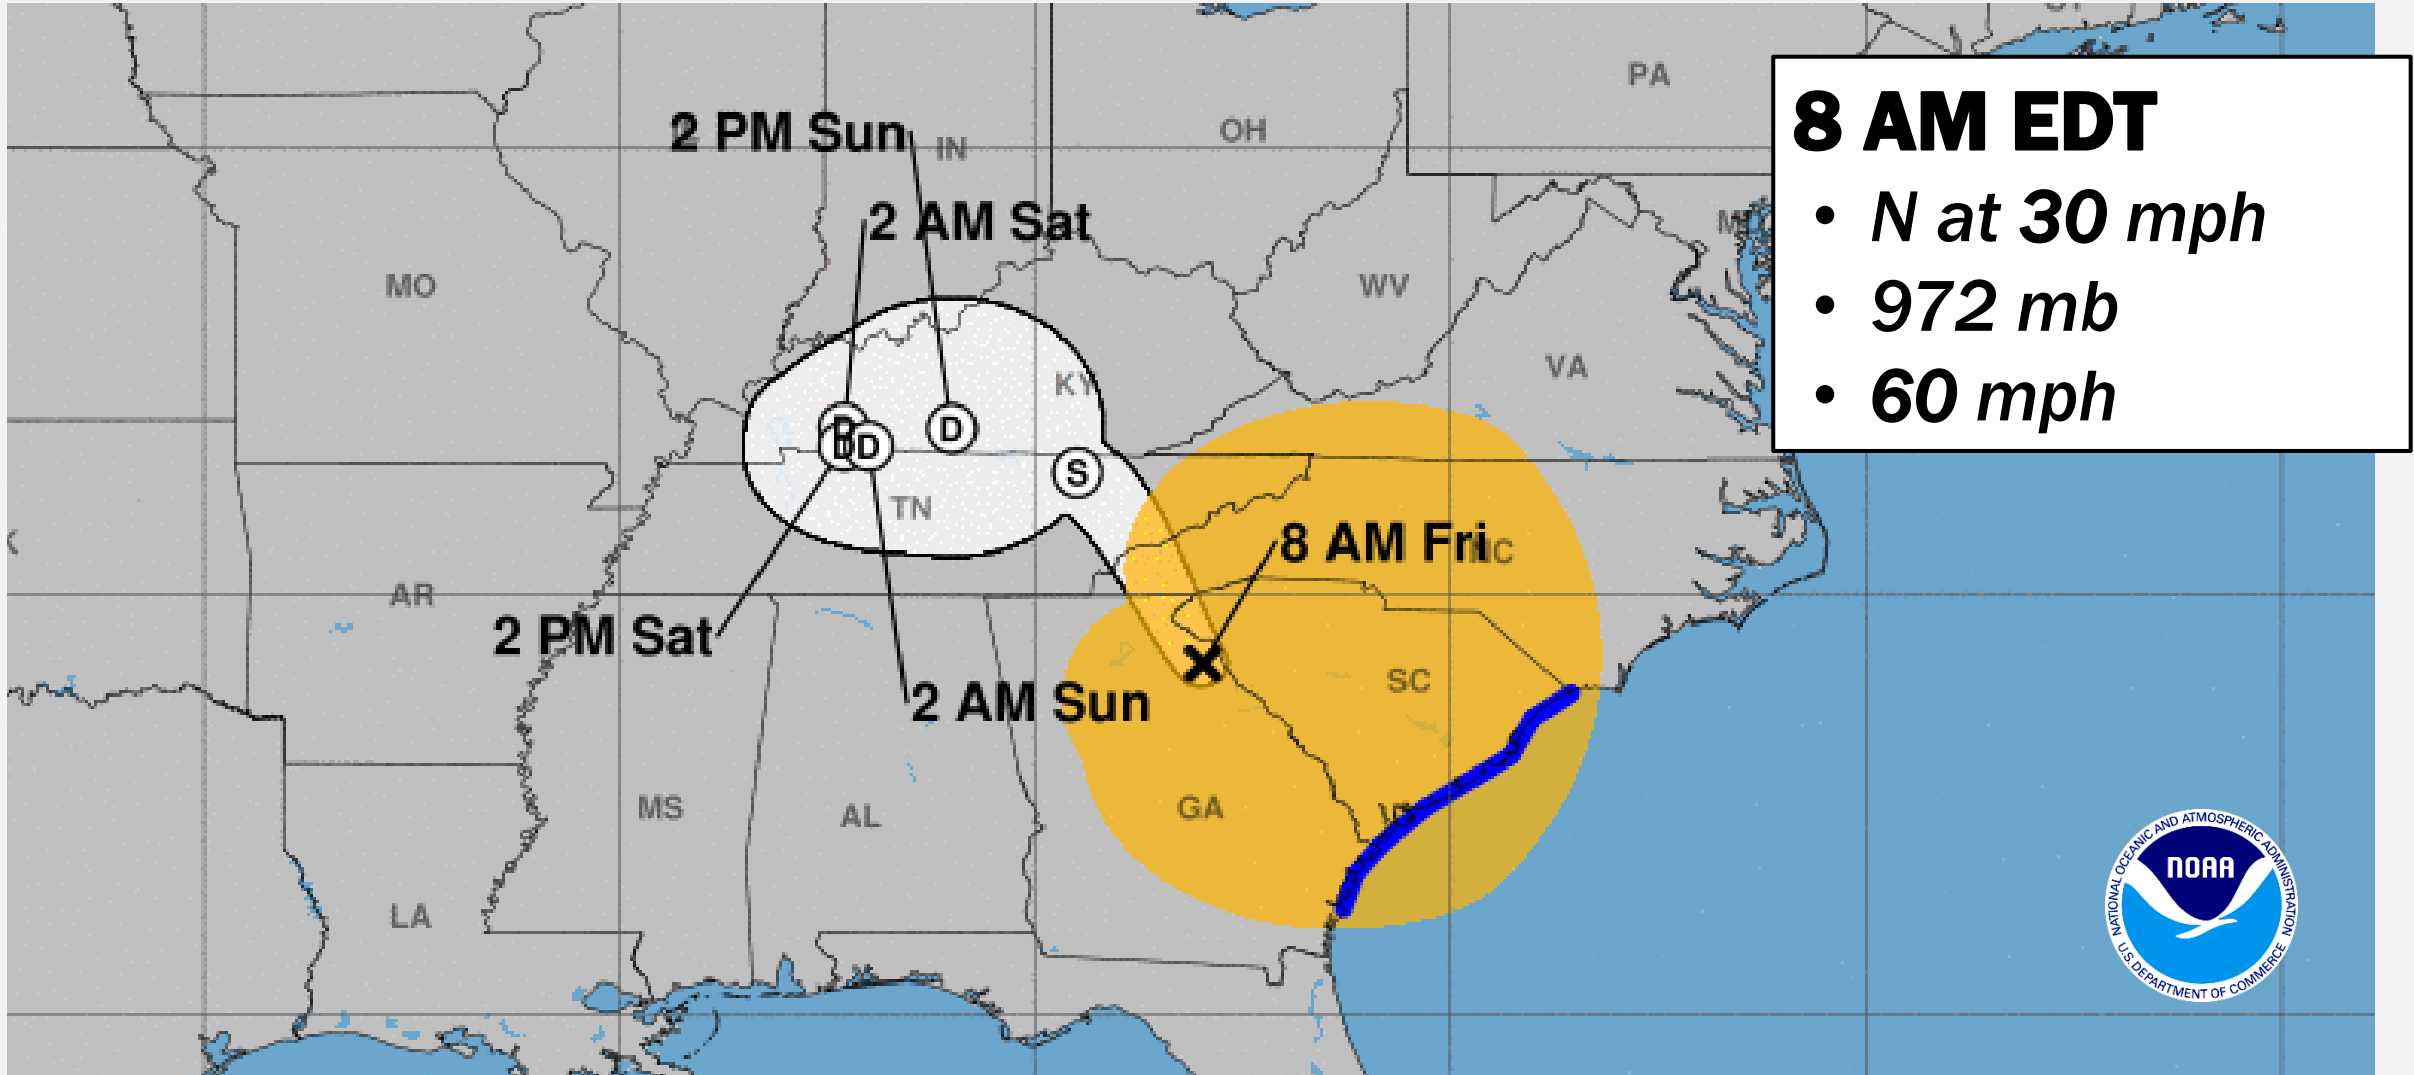 PA
8 AM EDT
• N at 30 mph
• 972 mb
• 60 mph
2 PM Sun
IN
OH
2 AM Sat
MO
WV
VA
KY
D
D
D
D
S
TN
8 AM Fri
NC
AR
2 PM Sat
SC
2 AM Sun
MS
AL
GA
LA
NOAA
NATIONAL OCEANIC AND ATMOSPHERIC ADMINISTRATION
U.S. DEPARTMENT OF COMMERCE